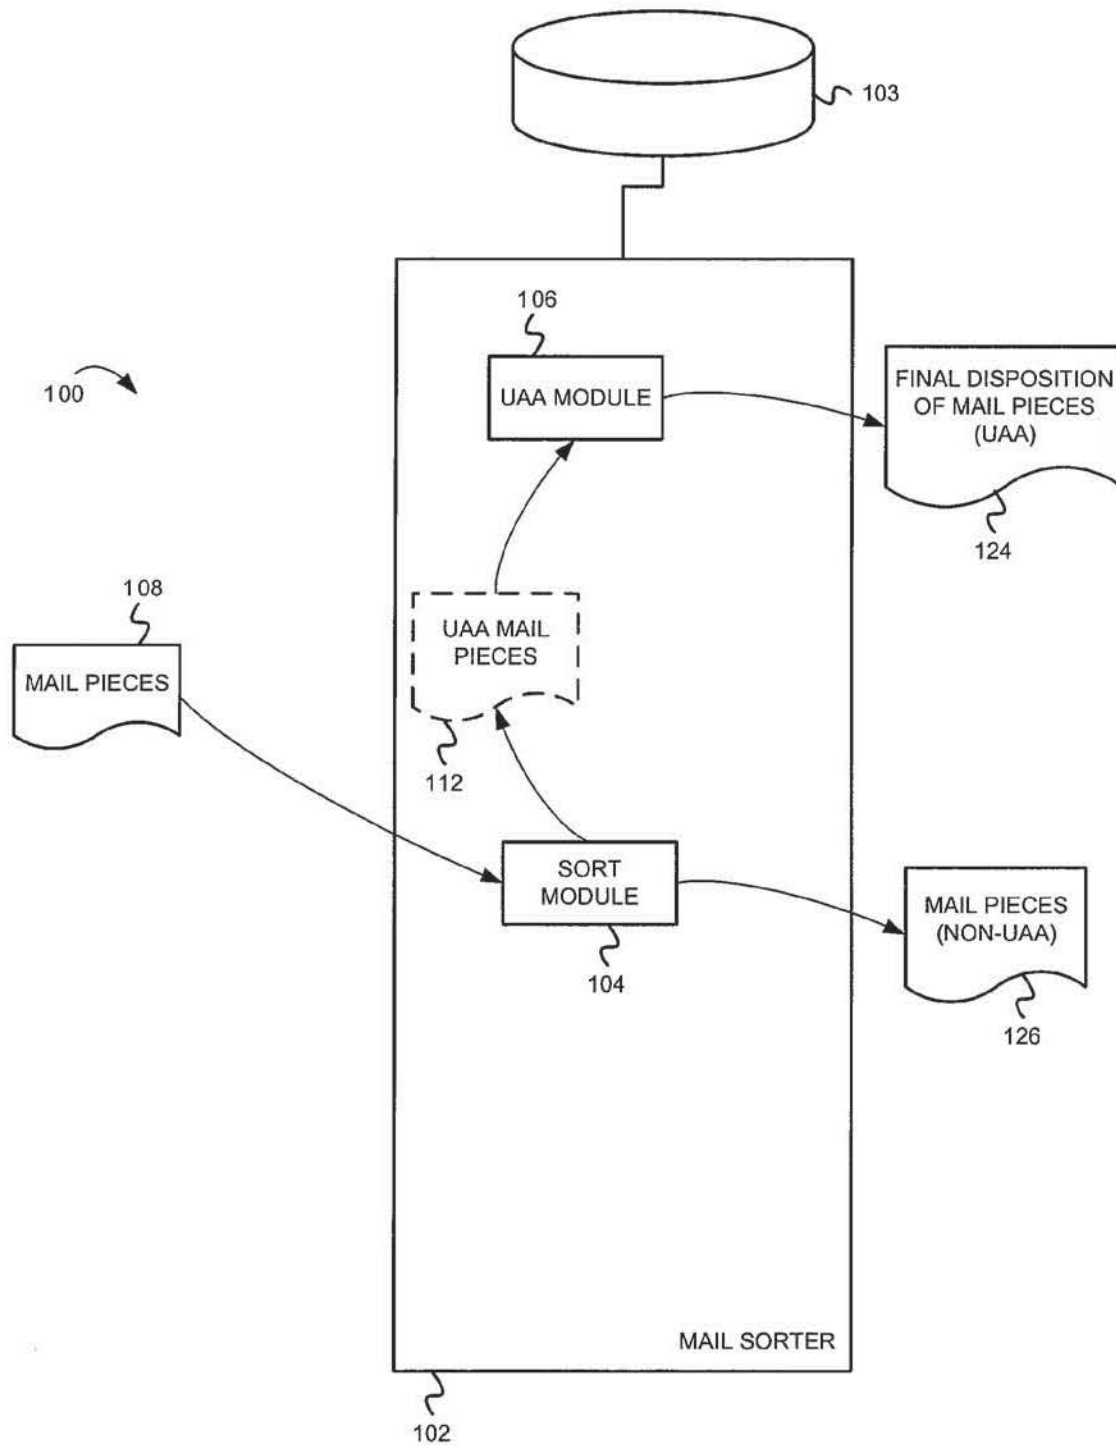 103
106
UAA MODULE
100
FINAL DISPOSITION
OF MAIL PIECES
(UAA)
124
108
MAIL PIECES
UAA MAIL
PIECES
112
SORT
MODULE
104
MAIL PIECES
(NON-UAA)
126
MAIL SORTER
102